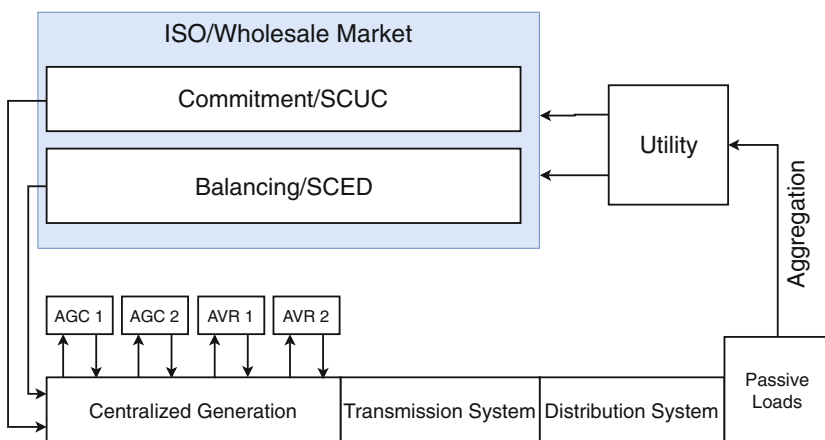 ISO/Wholesale Market
Commitment/SCUC
Utility
Balancing/SCED
Aggregation
AGC 1
AGC 2
AVR 1
AVR 2
Centralized Generation
Transmission System
Distribution System
Passive
Loads